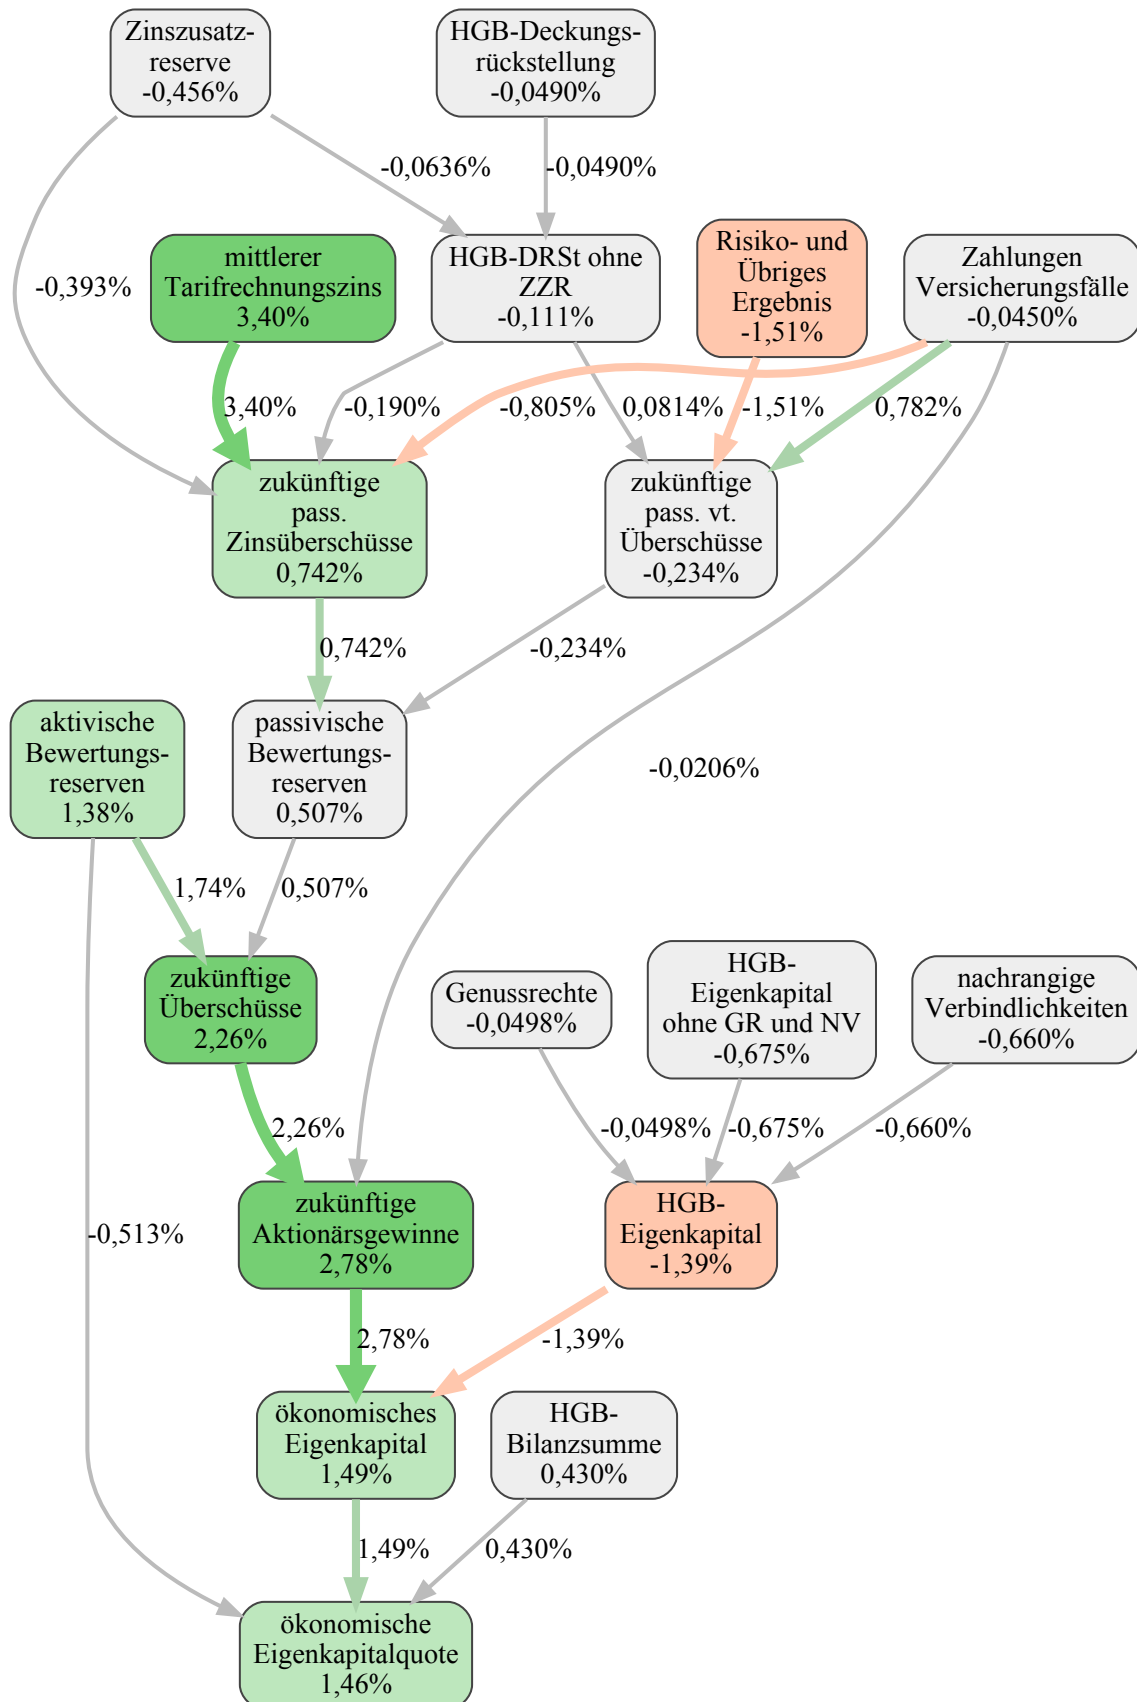 Zinszusatz-
reserve
-0,456%
HGB-Deckungs-
rückstellung
-0,0490%
-0,0636%
-0,0490%
-0,393%
mittlerer
Tarifrechnungszins
3,40%
HGB-DRSt ohne
ZZR
-0,111%
Risiko- und
Übriges
Ergebnis
-1,51%
Zahlungen
Versicherungsfälle
-0,0450%
3,40%
-0,190%
-0,805%
0,0814%
-1,51%
0,782%
zukünftige
pass.
Zinsüberschüsse
0,742%
zukünftige
pass. vt.
Überschüsse
-0,234%
0,742%
-0,234%
aktivische
Bewertungs-
reserven
1,38%
passivische
Bewertungs-
reserven
0,507%
-0,0206%
1,74%
0,507%
zukünftige
Überschüsse
2,26%
Genussrechte
-0,0498%
HGB-
Eigenkapital
ohne GR und NV
-0,675%
nachrangige
Verbindlichkeiten
-0,660%
2,26%
-0,0498%
-0,675%
-0,660%
-0,513%
zukünftige
Aktionärsgewinne
2,78%
HGB-
Eigenkapital
-1,39%
2,78%
-1,39%
ökonomisches
Eigenkapital
1,49%
HGB-
Bilanzsumme
0,430%
1,49%
0,430%
ökonomische
Eigenkapitalquote
1,46%